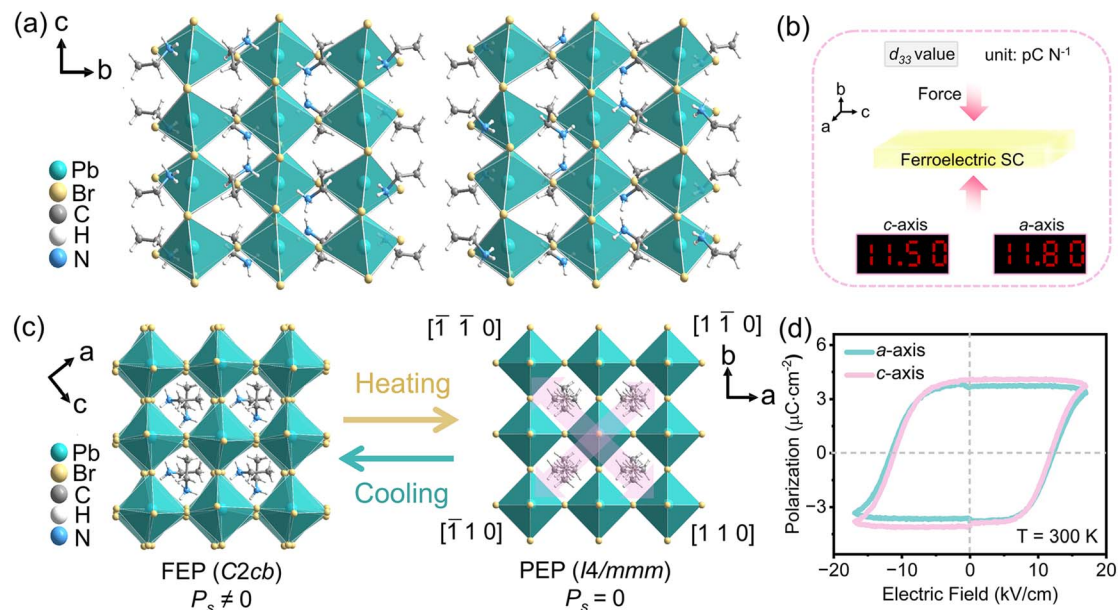 (a)
c
b
Pb
Br
C
H
N
(b)
d₃₃ value
unit: pC N⁻¹
Force
b
c
a
Ferroelectric SC
c-axis
a-axis
11.50
11.80
(c)
a
c
Pb
Br
C
H
N
FEP (C2cb)
Pₛ ≠ 0
Heating
Cooling
[1̅ 1̅ 0]
[1 1̅ 0]
b
a
[1̅ 1 0]
[1 1 0]
PEP (I4/mmm)
Pₛ = 0
(d)
a-axis
c-axis
Polarization (μC·cm⁻²)
6
3
0
−3
T = 300 K
−20
−10
0
10
20
Electric Field (kV/cm)